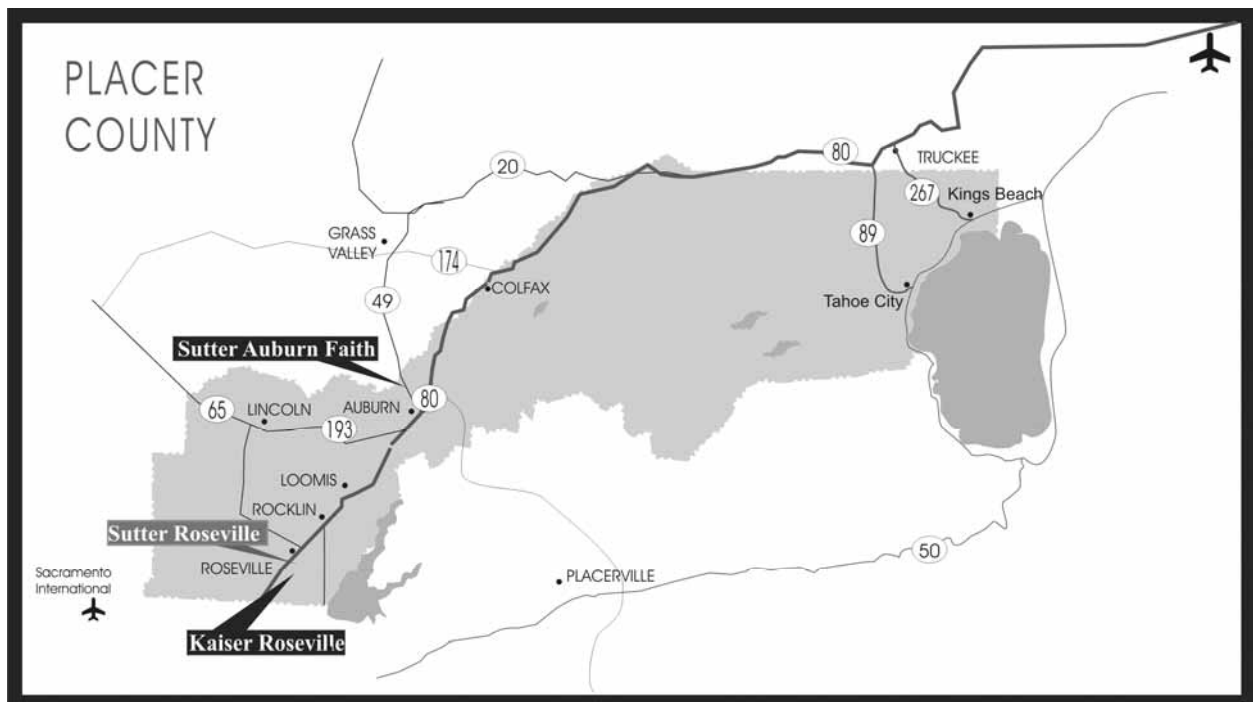 PLACER
COUNTY
80
TRUCKEE
20
267
Kings Beach
GRASS
VALLEY
89
174
COLFAX
Tahoe City
49
Sutter Auburn Faith
80
65
LINCOLN
AUBURN
193
LOOMIS
ROCKLIN
Sutter Roseville
50
ROSEVILLE
Sacramento
International
PLACERVILLE
Kaiser Roseville